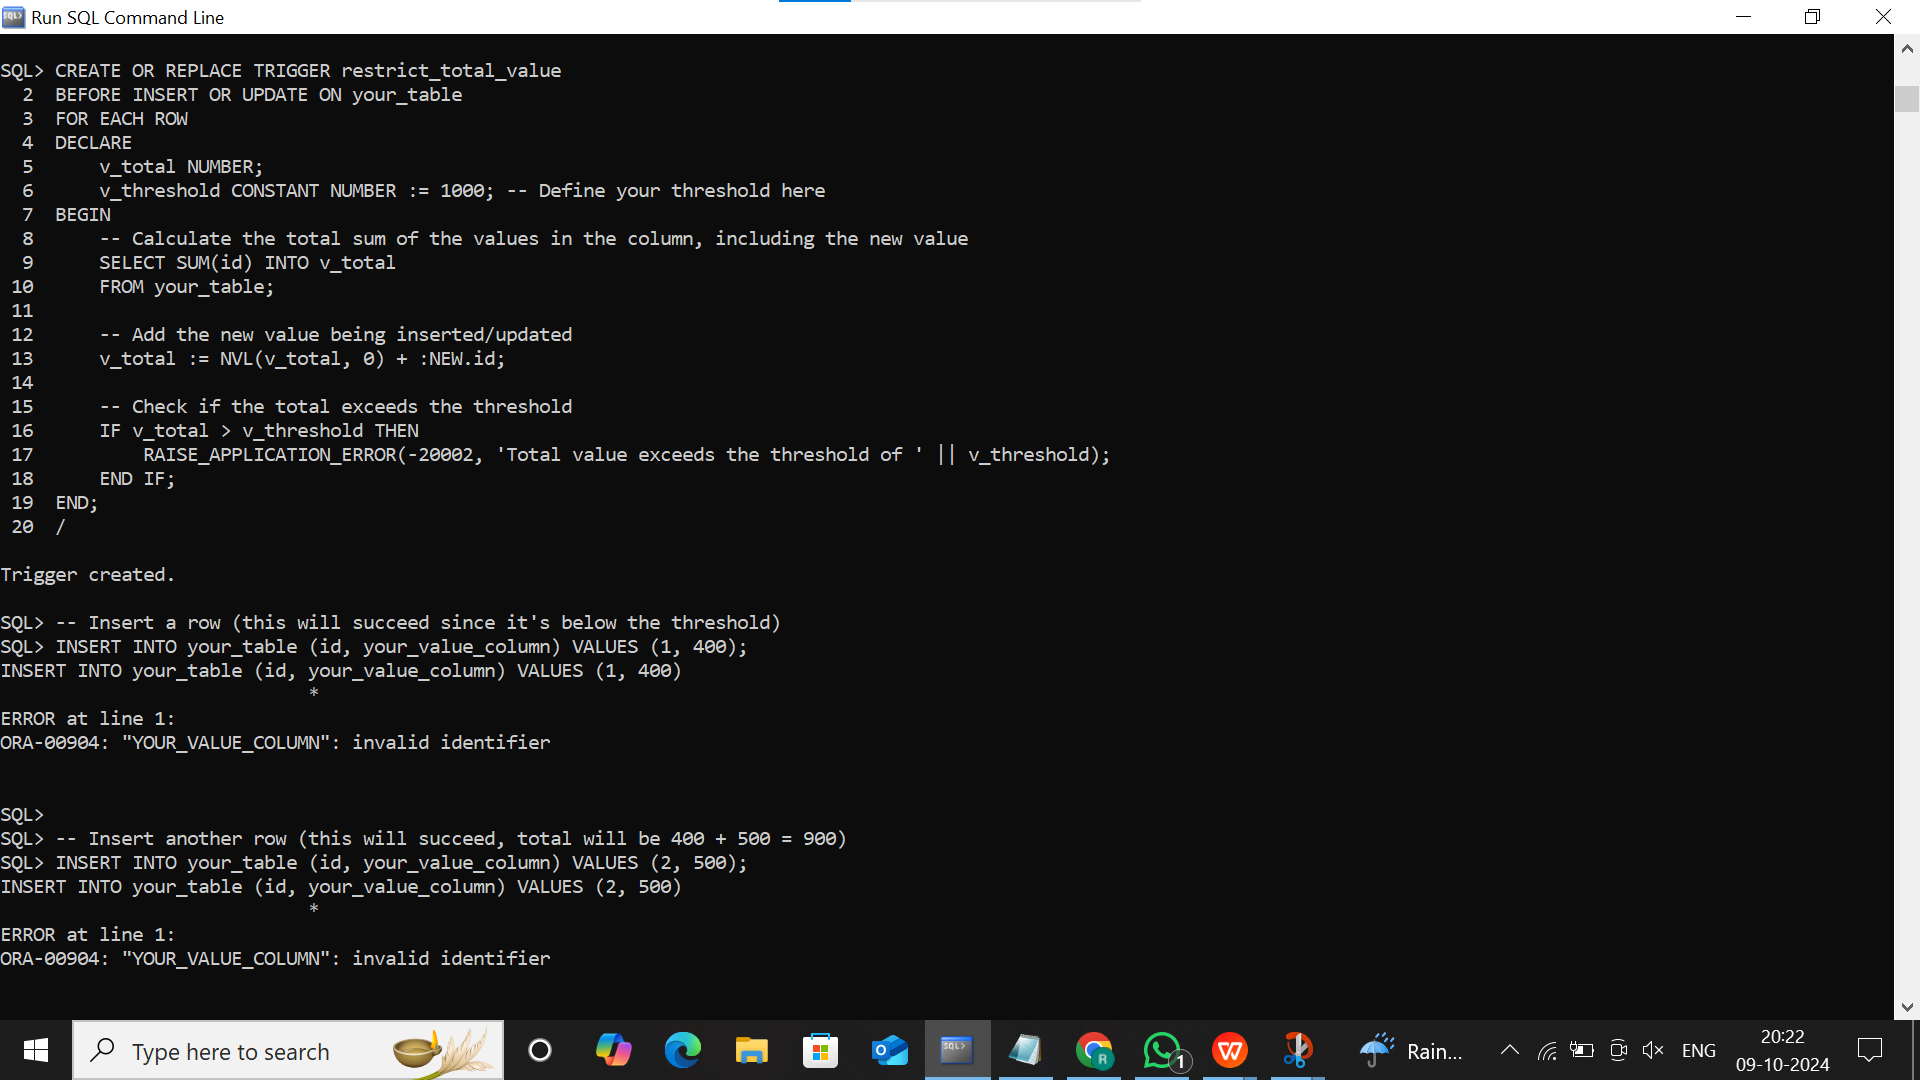 Run SQL Command Line
SQL> CREATE OR REPLACE TRIGGER restrict_total_value
  2  BEFORE INSERT OR UPDATE ON your_table
  3  FOR EACH ROW
  4  DECLARE
  5      v_total NUMBER;
  6      v_threshold CONSTANT NUMBER := 1000; -- Define your threshold here
  7  BEGIN
  8      -- Calculate the total sum of the values in the column, including the new value
  9      SELECT SUM(id) INTO v_total
 10      FROM your_table;
 11
 12      -- Add the new value being inserted/updated
 13      v_total := NVL(v_total, 0) + :NEW.id;
 14
 15      -- Check if the total exceeds the threshold
 16      IF v_total > v_threshold THEN
 17          RAISE_APPLICATION_ERROR(-20002, 'Total value exceeds the threshold of ' || v_threshold);
 18      END IF;
 19  END;
 20  /
Trigger created.
SQL> -- Insert a row (this will succeed since it's below the threshold)
SQL> INSERT INTO your_table (id, your_value_column) VALUES (1, 400);
INSERT INTO your_table (id, your_value_column) VALUES (1, 400)
                            *
ERROR at line 1:
ORA-00904: "YOUR_VALUE_COLUMN": invalid identifier
SQL>
SQL> -- Insert another row (this will succeed, total will be 400 + 500 = 900)
SQL> INSERT INTO your_table (id, your_value_column) VALUES (2, 500);
INSERT INTO your_table (id, your_value_column) VALUES (2, 500)
                            *
ERROR at line 1:
ORA-00904: "YOUR_VALUE_COLUMN": invalid identifier
Type here to search
SQL>
R
1
W
Rain...
ENG
20:22
09-10-2024